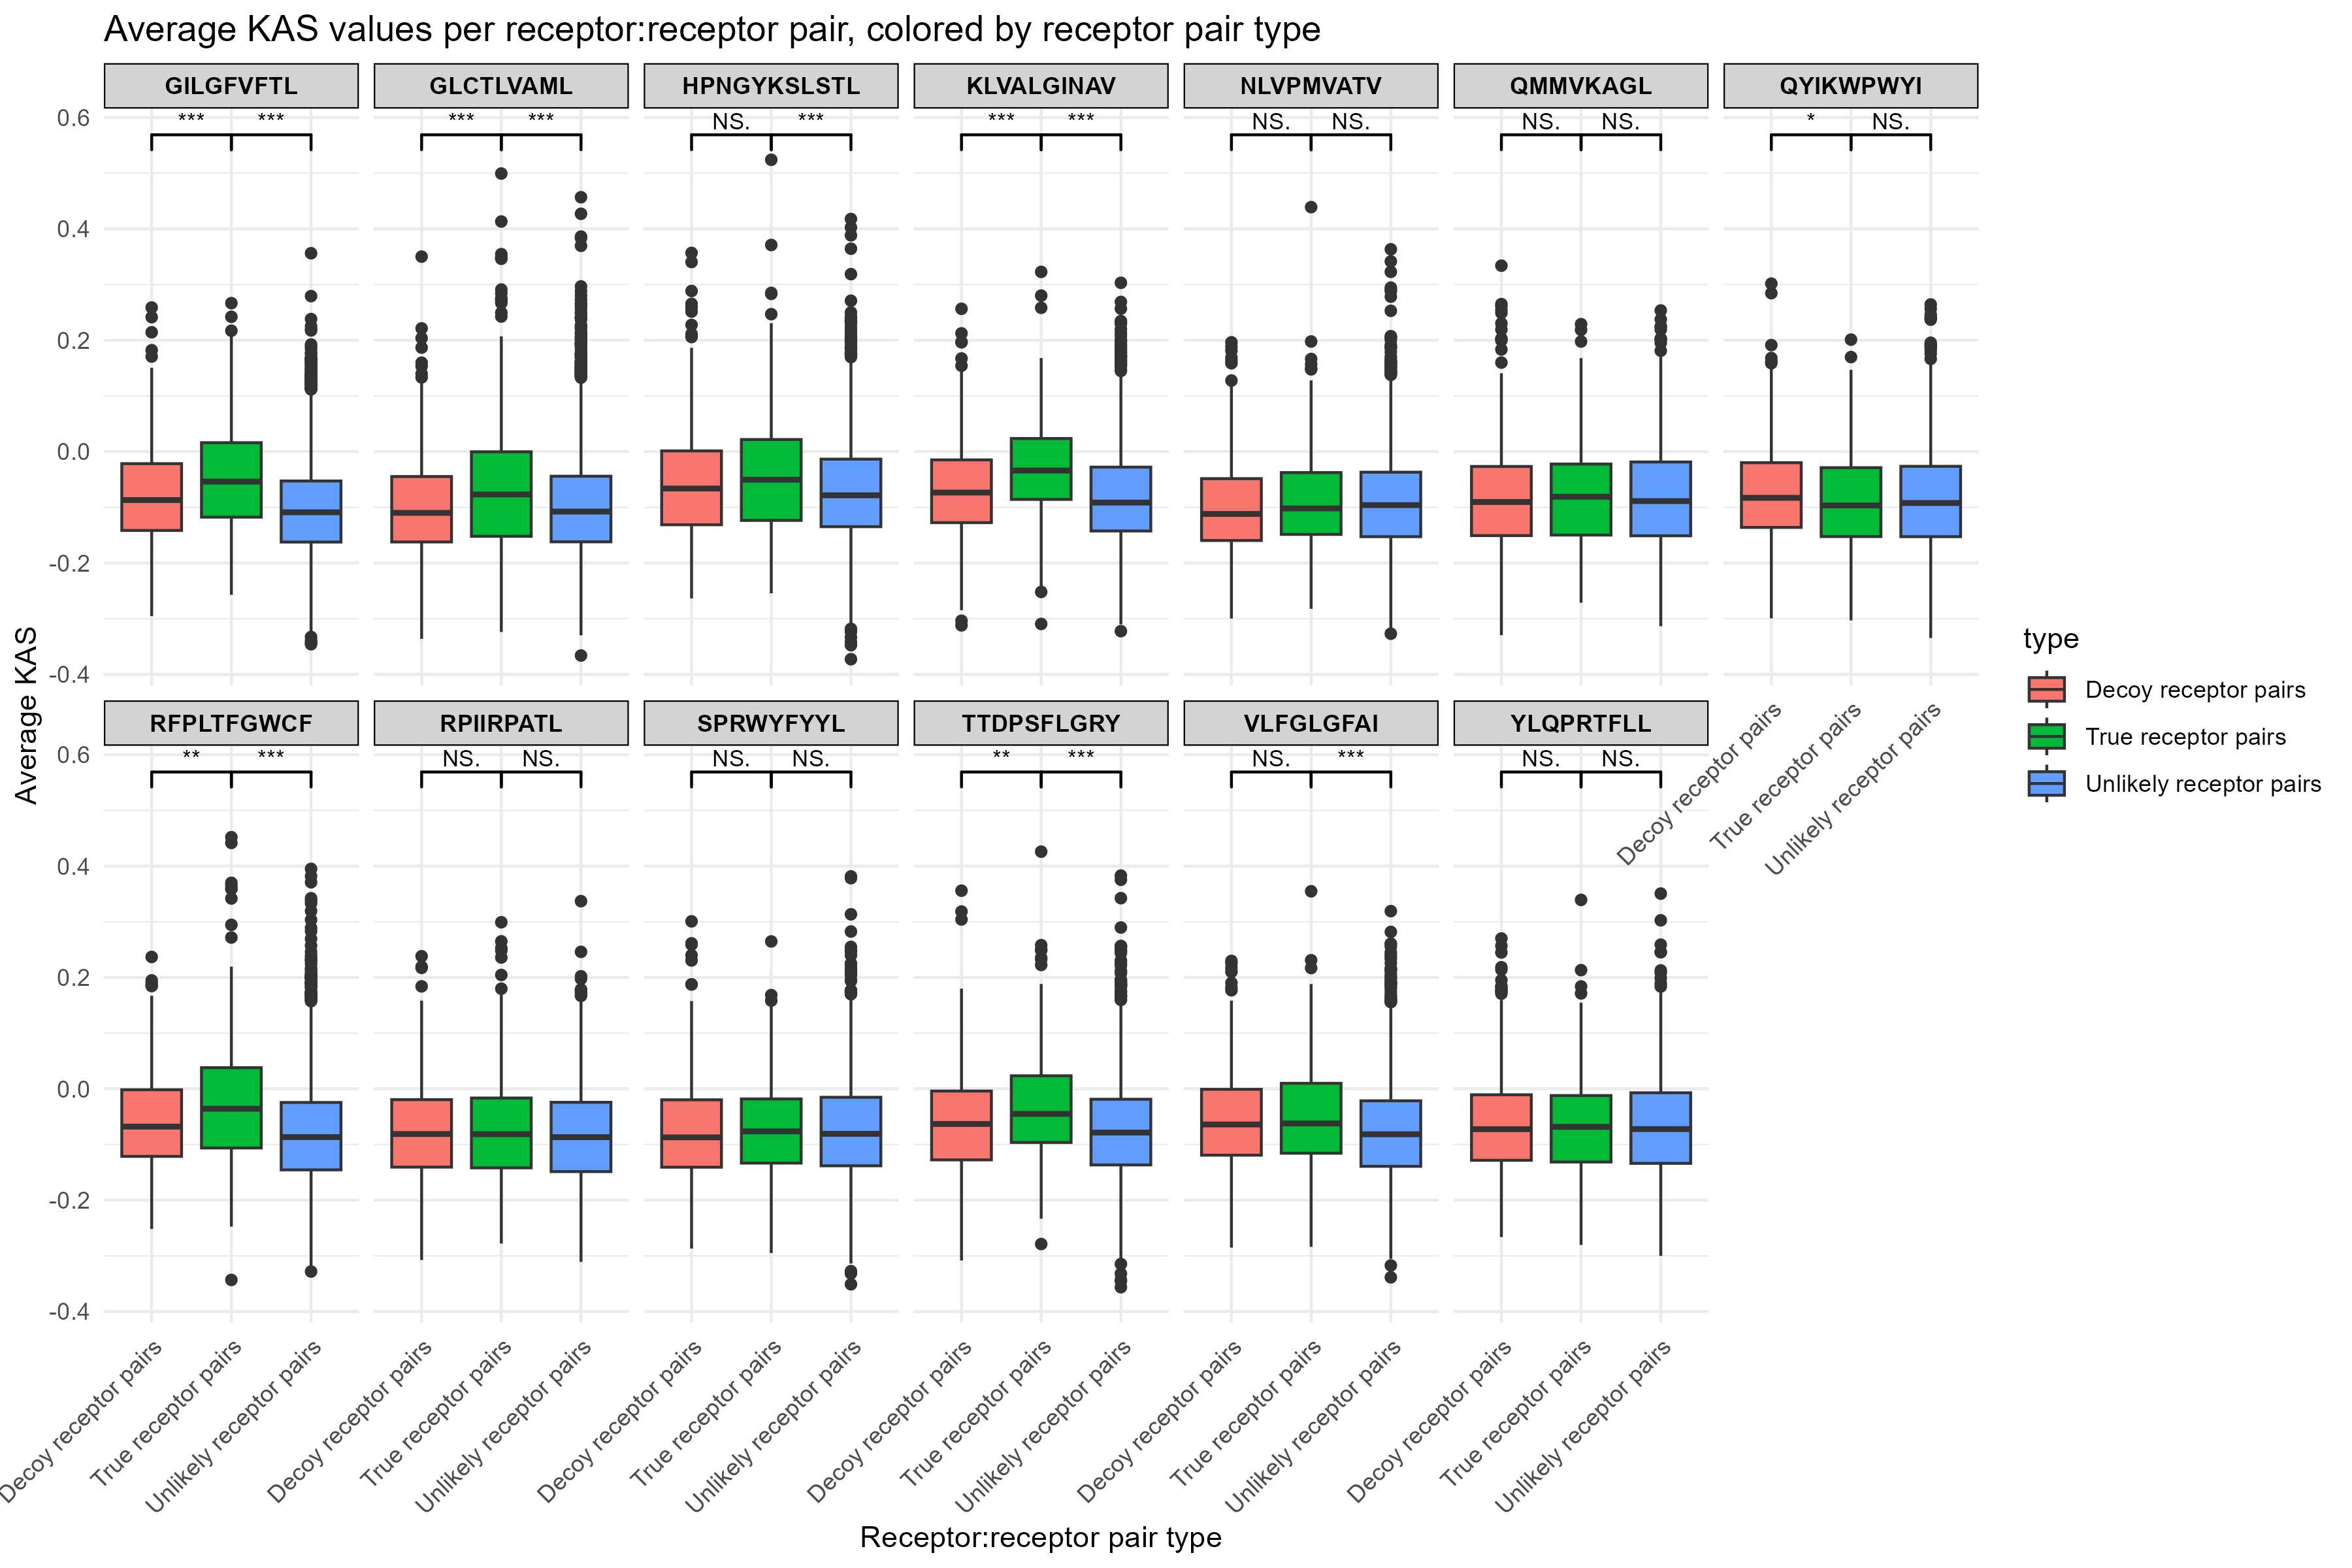 Average KAS values per receptor:receptor pair, colored by receptor pair type
GILGFVFTL GLCTLVAML HPNGYKSLSTL KLVALGINAV NLVPMVATV QMMVKAGL QYIKWPWYI
*** *** *** *** NS. *** *** *** NS. NS. NS. NS. * NS.
0.6
0.4
0.2
0.0
-0.2
-0.4
Decoy receptor pairs
True receptor pairs
Unlikely receptor pairs
RFPLTFGWCF RPIIRPATL SPRWYFYYL TTDPSFLGRY VLFGLGFAI YLQPRTFLL
** *** NS. NS. NS. NS. ** *** NS. *** NS. NS.
0.6
0.4
0.2
0.0
-0.2
-0.4
Decoy receptor pairs
True receptor pairs
Unlikely receptor pairs
Decoy receptor pairs
True receptor pairs
Unlikely receptor pairs
Decoy receptor pairs
True receptor pairs
Unlikely receptor pairs
Decoy receptor pairs
True receptor pairs
Unlikely receptor pairs
Decoy receptor pairs
True receptor pairs
Unlikely receptor pairs
Decoy receptor pairs
True receptor pairs
Unlikely receptor pairs
Average KAS
Receptor:receptor pair type
type
Decoy receptor pairs
True receptor pairs
Unlikely receptor pairs